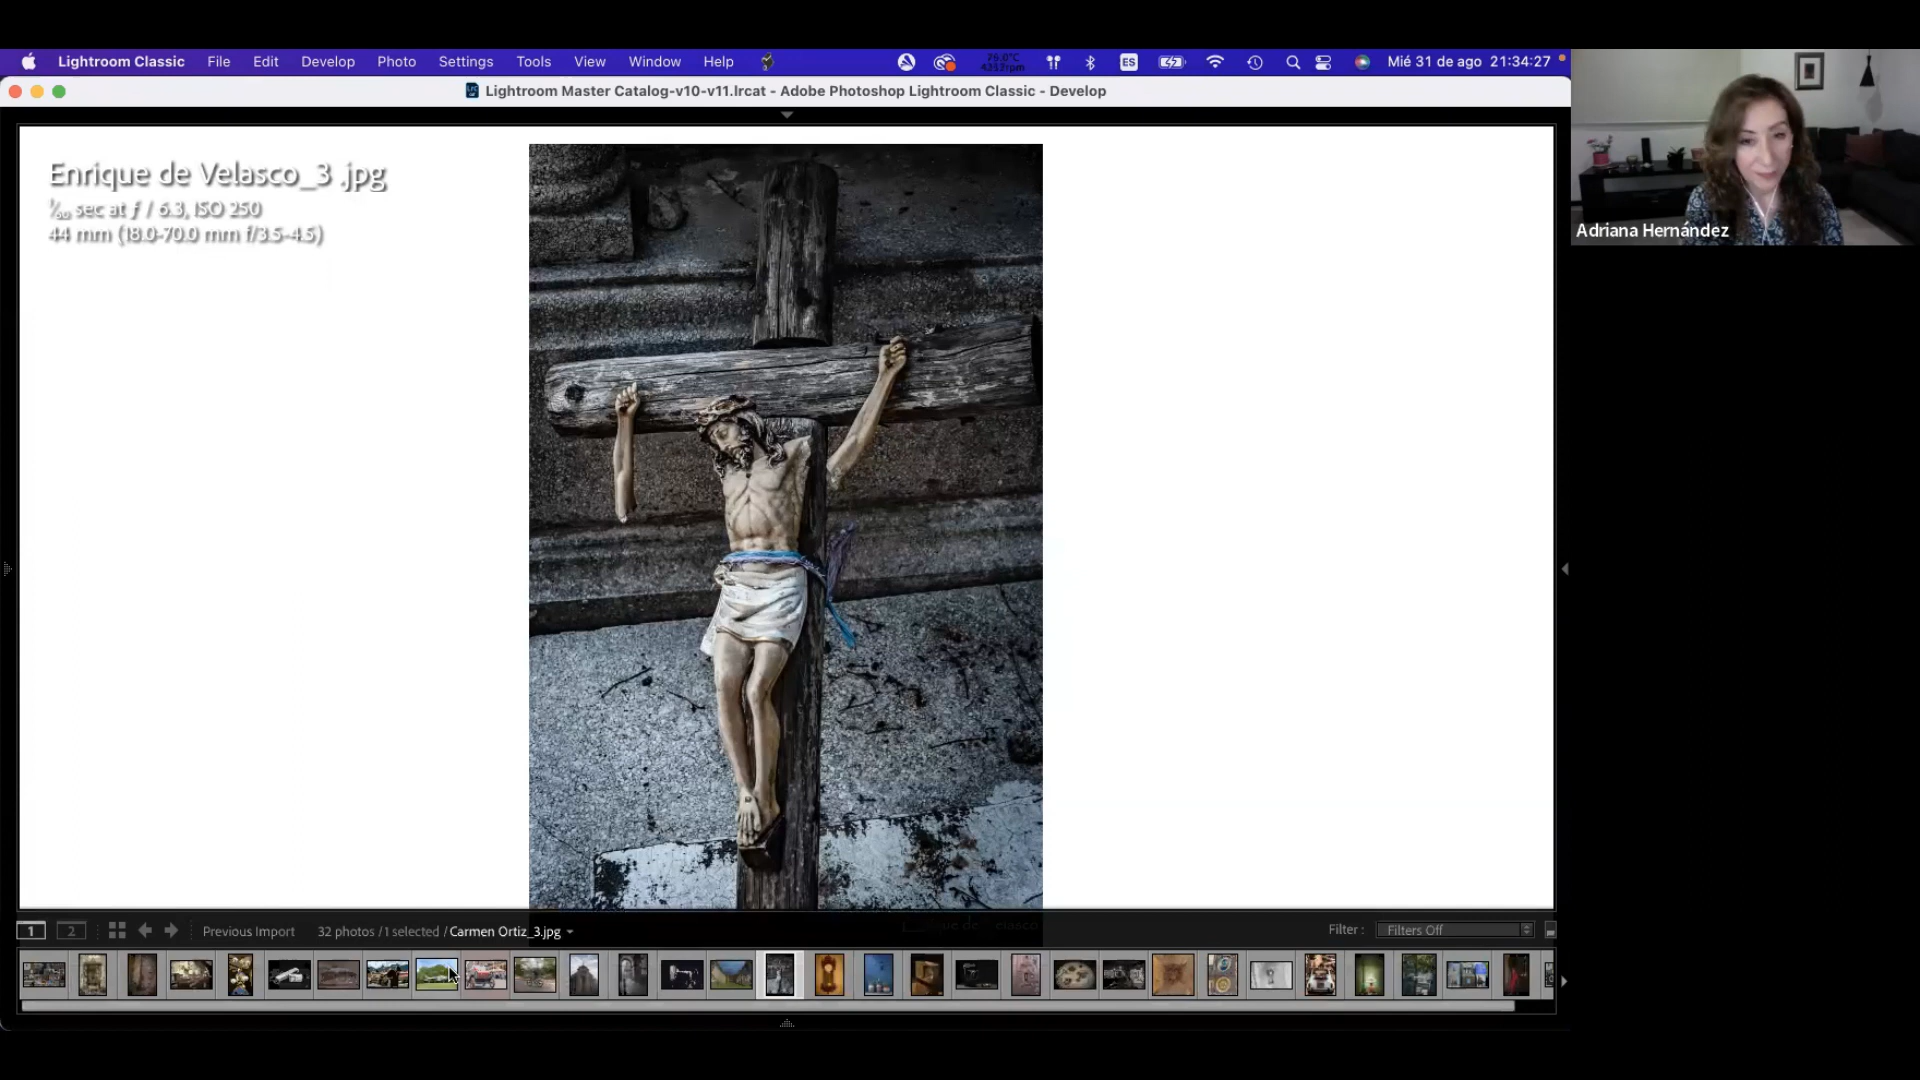 Lightroom Classic File Edit Develop Photo Settings Tools View Window Help ES Mié 31 de ago 21:34:27
Lightroom Master Catalog-v10-v11.lrcat - Adobe Photoshop Lightroom Classic - Develop
Enrique de Velasco_3 .jpg
1/60 sec at ƒ / 6.3, ISO 250
44 mm (18.0-70.0 mm f/3.5-4.5)
Adriana Hernández
1 2 Previous Import 32 photos / 1 selected / Carmen Ortiz_3.jpg Filter : Filters Off